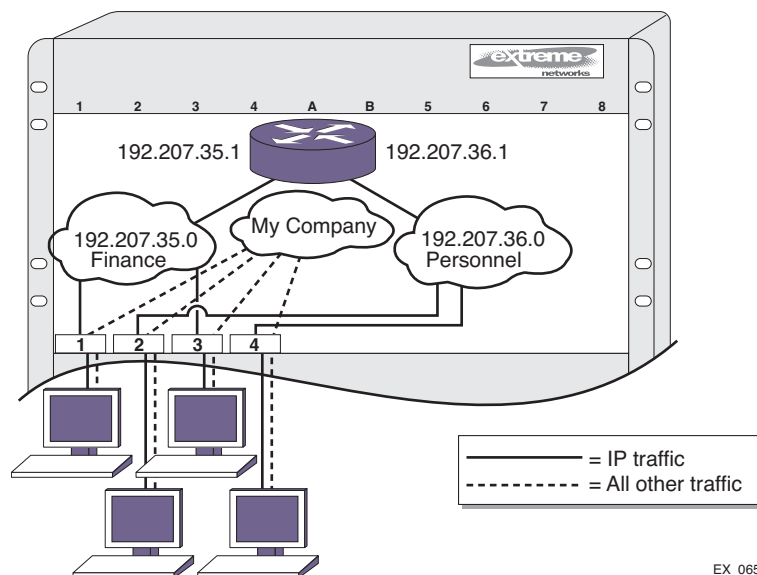 extreme
networks
1 2 3 4 A B 5 6 7 8
192.207.35.1 192.207.36.1
My Company
192.207.35.0
Finance
192.207.36.0
Personnel
1 2 3 4
= IP traffic
= All other traffic
EX_065